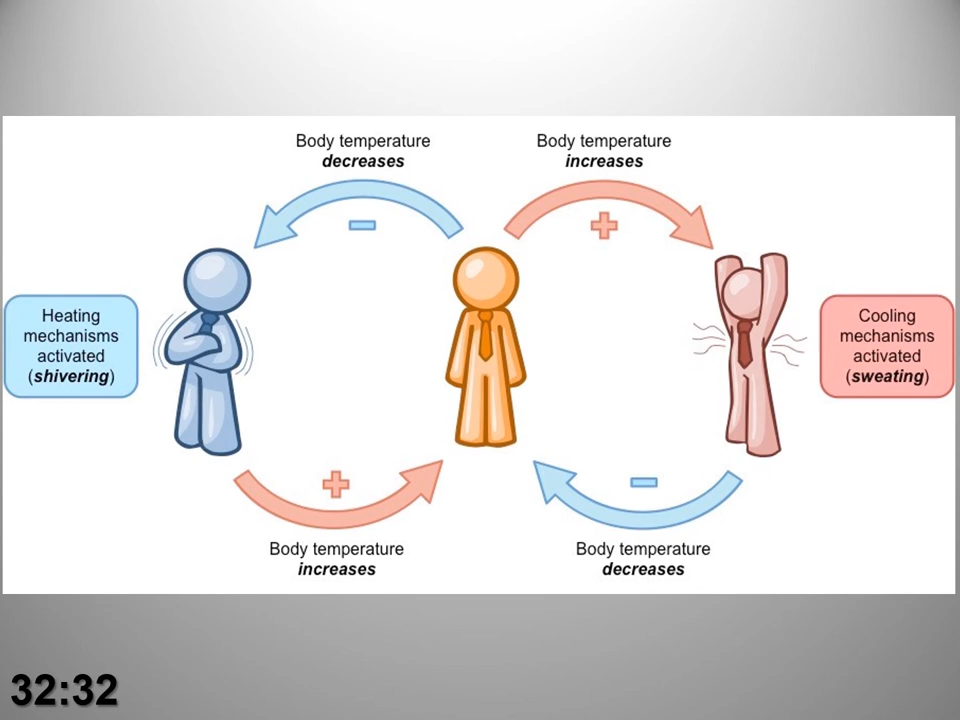 Body temperature
decreases
Body temperature
increases
Heating
mechanisms
activated
(shivering)
Cooling
mechanisms
activated
(sweating)
Body temperature
increases
Body temperature
decreases
32:32